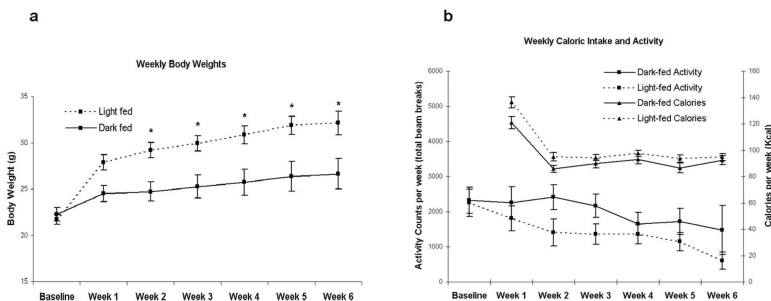 a
Weekly Body Weights
Light fed
Dark fed
Body Weight (g)
35
30
25
20
15
* * * * *
Baseline Week 1 Week 2 Week 3 Week 4 Week 5 Week 6
b
Weekly Caloric Intake and Activity
Dark-fed Activity
Light-fed Activity
Dark-fed Calories
Light-fed Calories
Activity Counts per week (total beam breaks)
6000
5000
4000
3000
2000
1000
0
Calories per week (Kcal)
160
140
120
100
80
60
40
20
0
Baseline Week 1 Week 2 Week 3 Week 4 Week 5 Week 6